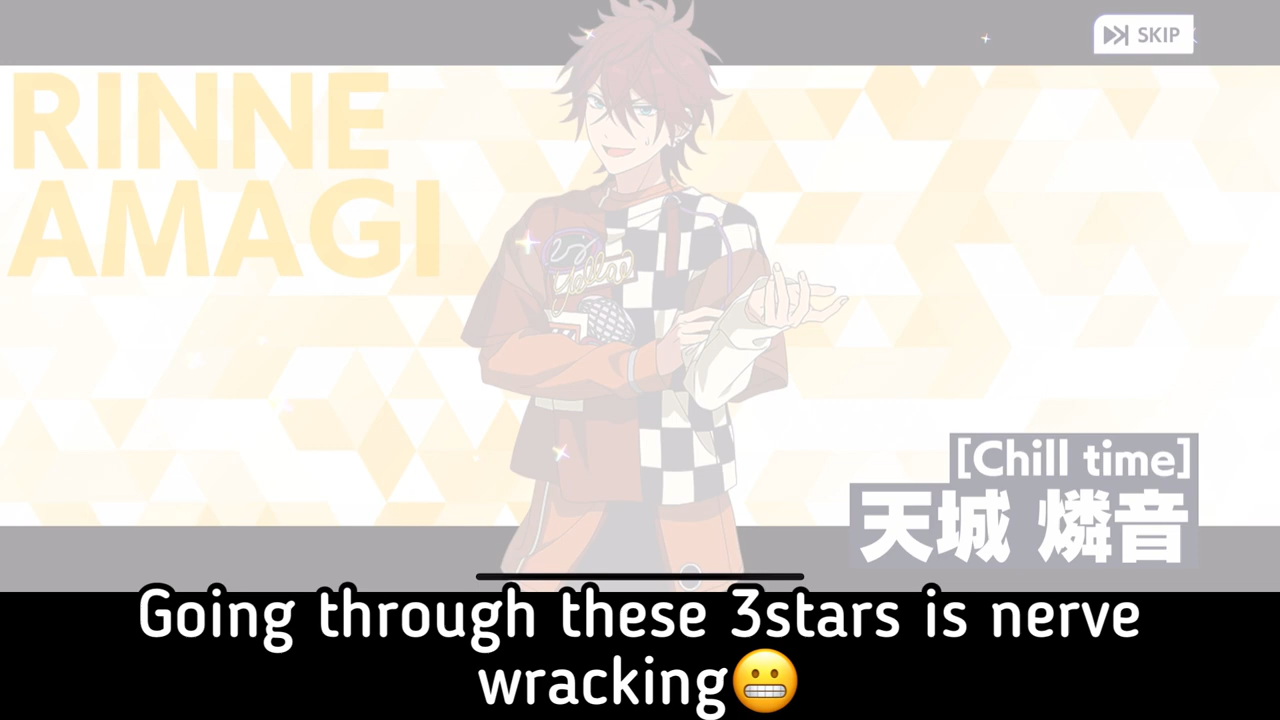 SKIP
RINNE
AMAGI
[Chill time]
天城 燐音
Going through these 3stars is nerve
wracking😬